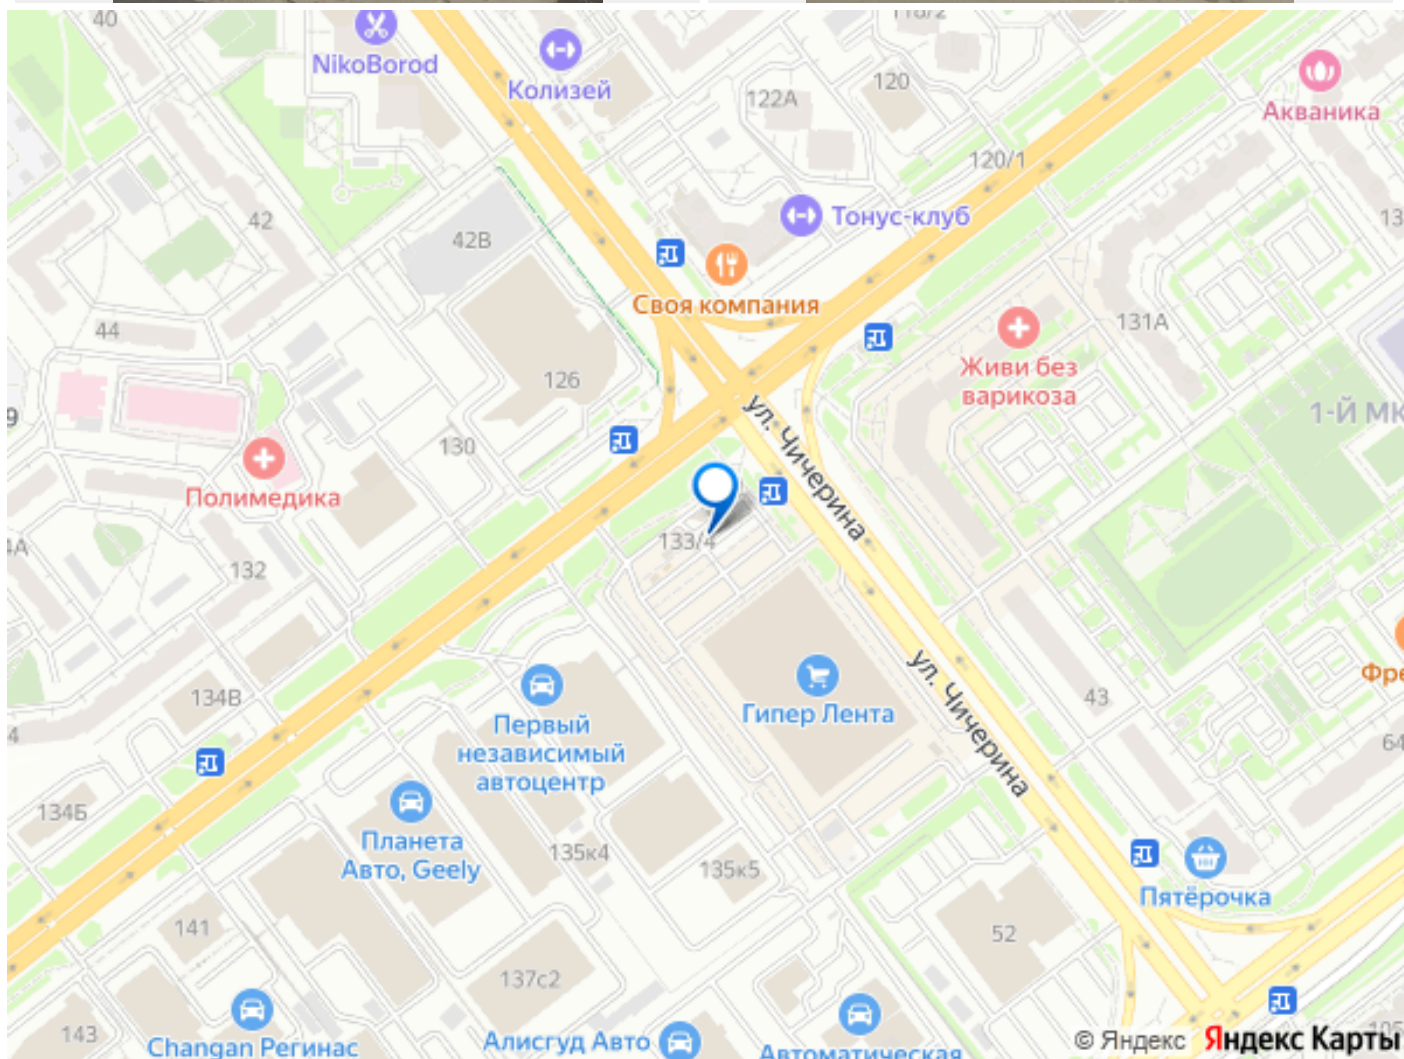 40
NikoBorod
Колизей
122А
120
Акваника
120/1
42
42В
Тонус-клуб
Своя компания
44
126
131А
Живи без
варикоза
130
ул. Чичерина
1-Й МК
Полимедика
133/4
132
134В
Первый
независимый
автоцентр
Гипер Лента
ул. Чичерина
43
Фре
64
134Б
Планета
Авто, Geely
135к4
135к5
Пятёрочка
141
52
137с2
143
Changan Регинас
Алисгуд Авто
Автоматическая
© Яндекс Яндекс Карты